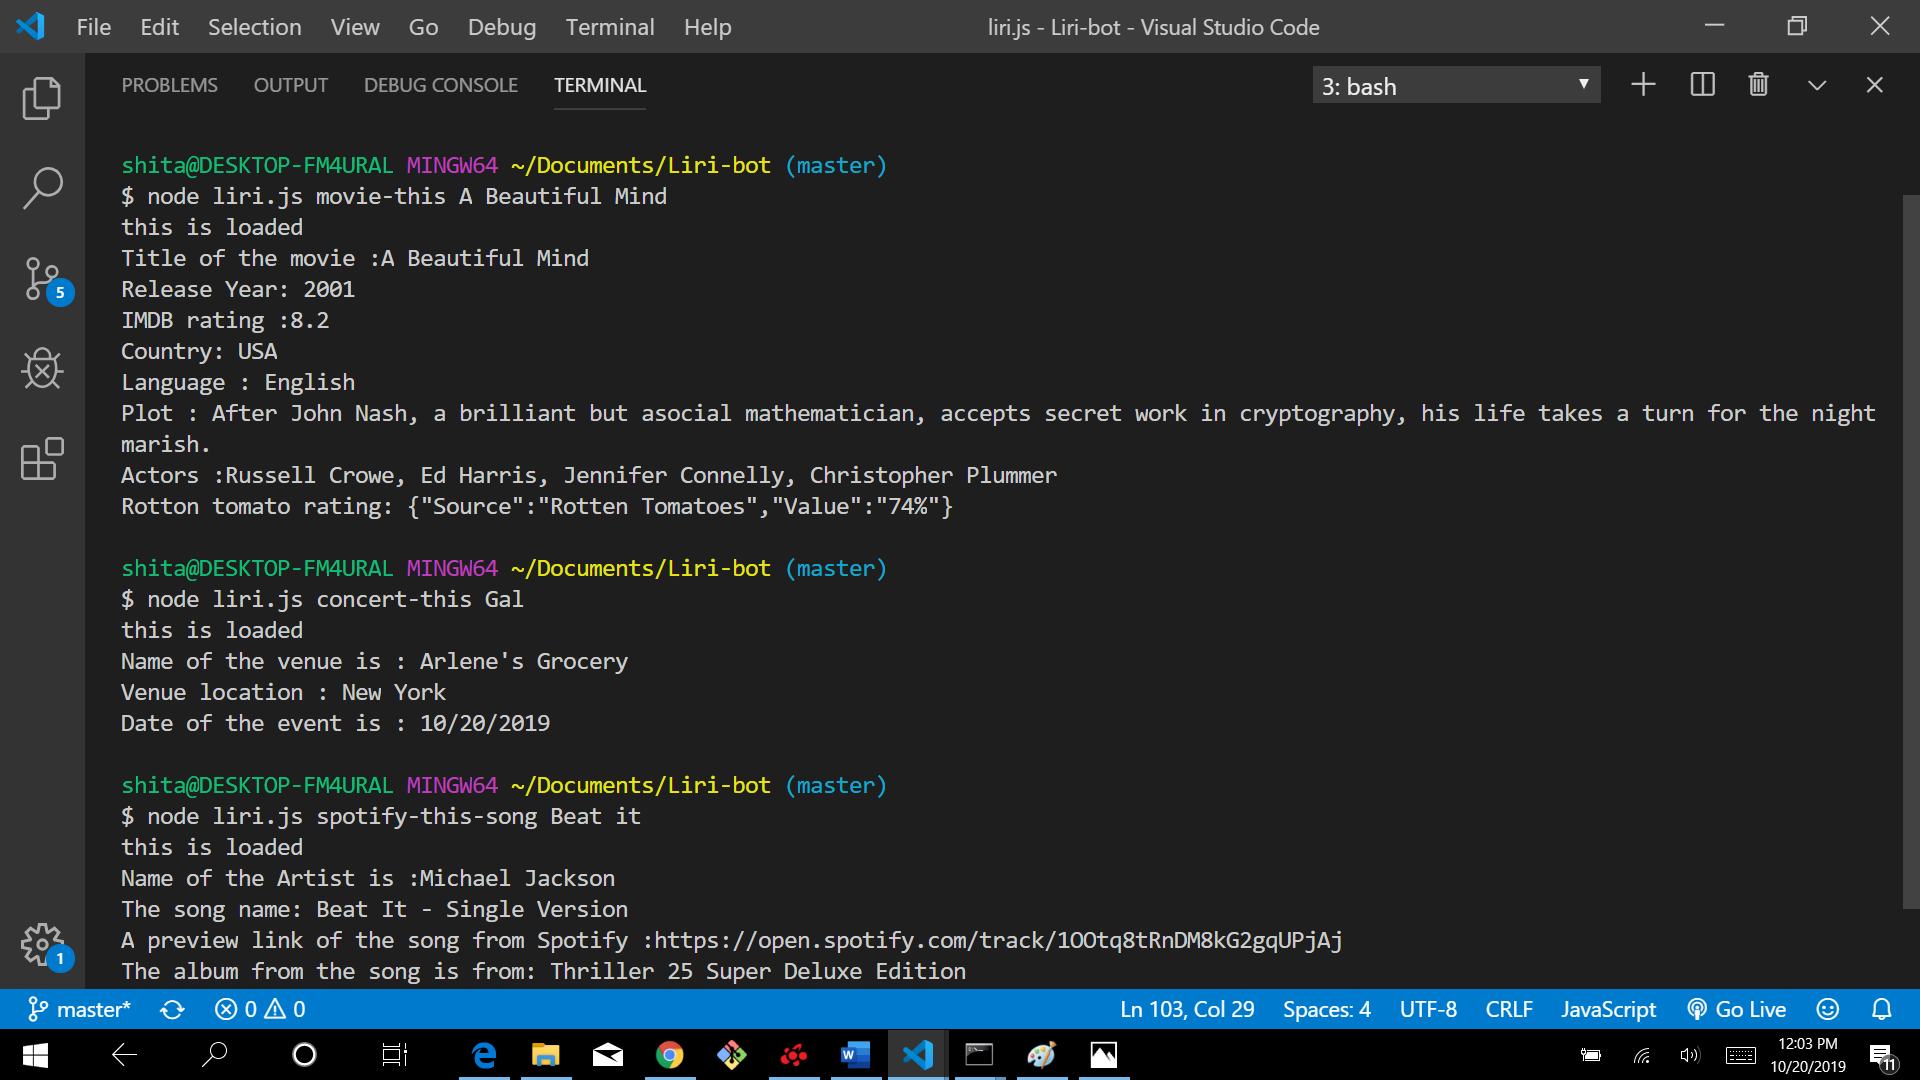 File Edit Selection View Go Debug Terminal Help liri.js - Liri-bot - Visual Studio Code
PROBLEMS OUTPUT DEBUG CONSOLE TERMINAL 3: bash
shita@DESKTOP-FM4URAL MINGW64 ~/Documents/Liri-bot (master)
$ node liri.js movie-this A Beautiful Mind
this is loaded
Title of the movie :A Beautiful Mind
Release Year: 2001
IMDB rating :8.2
Country: USA
Language : English
Plot : After John Nash, a brilliant but asocial mathematician, accepts secret work in cryptography, his life takes a turn for the night
marish.
Actors :Russell Crowe, Ed Harris, Jennifer Connelly, Christopher Plummer
Rotton tomato rating: {"Source":"Rotten Tomatoes","Value":"74%"}
shita@DESKTOP-FM4URAL MINGW64 ~/Documents/Liri-bot (master)
$ node liri.js concert-this Gal
this is loaded
Name of the venue is : Arlene's Grocery
Venue location : New York
Date of the event is : 10/20/2019
shita@DESKTOP-FM4URAL MINGW64 ~/Documents/Liri-bot (master)
$ node liri.js spotify-this-song Beat it
this is loaded
Name of the Artist is :Michael Jackson
The song name: Beat It - Single Version
A preview link of the song from Spotify :https://open.spotify.com/track/1OOtq8tRnDM8kG2gqUPjAj
The album from the song is from: Thriller 25 Super Deluxe Edition
5
1
master* 0 0 Ln 103, Col 29 Spaces: 4 UTF-8 CRLF JavaScript Go Live
12:03 PM
10/20/2019
11